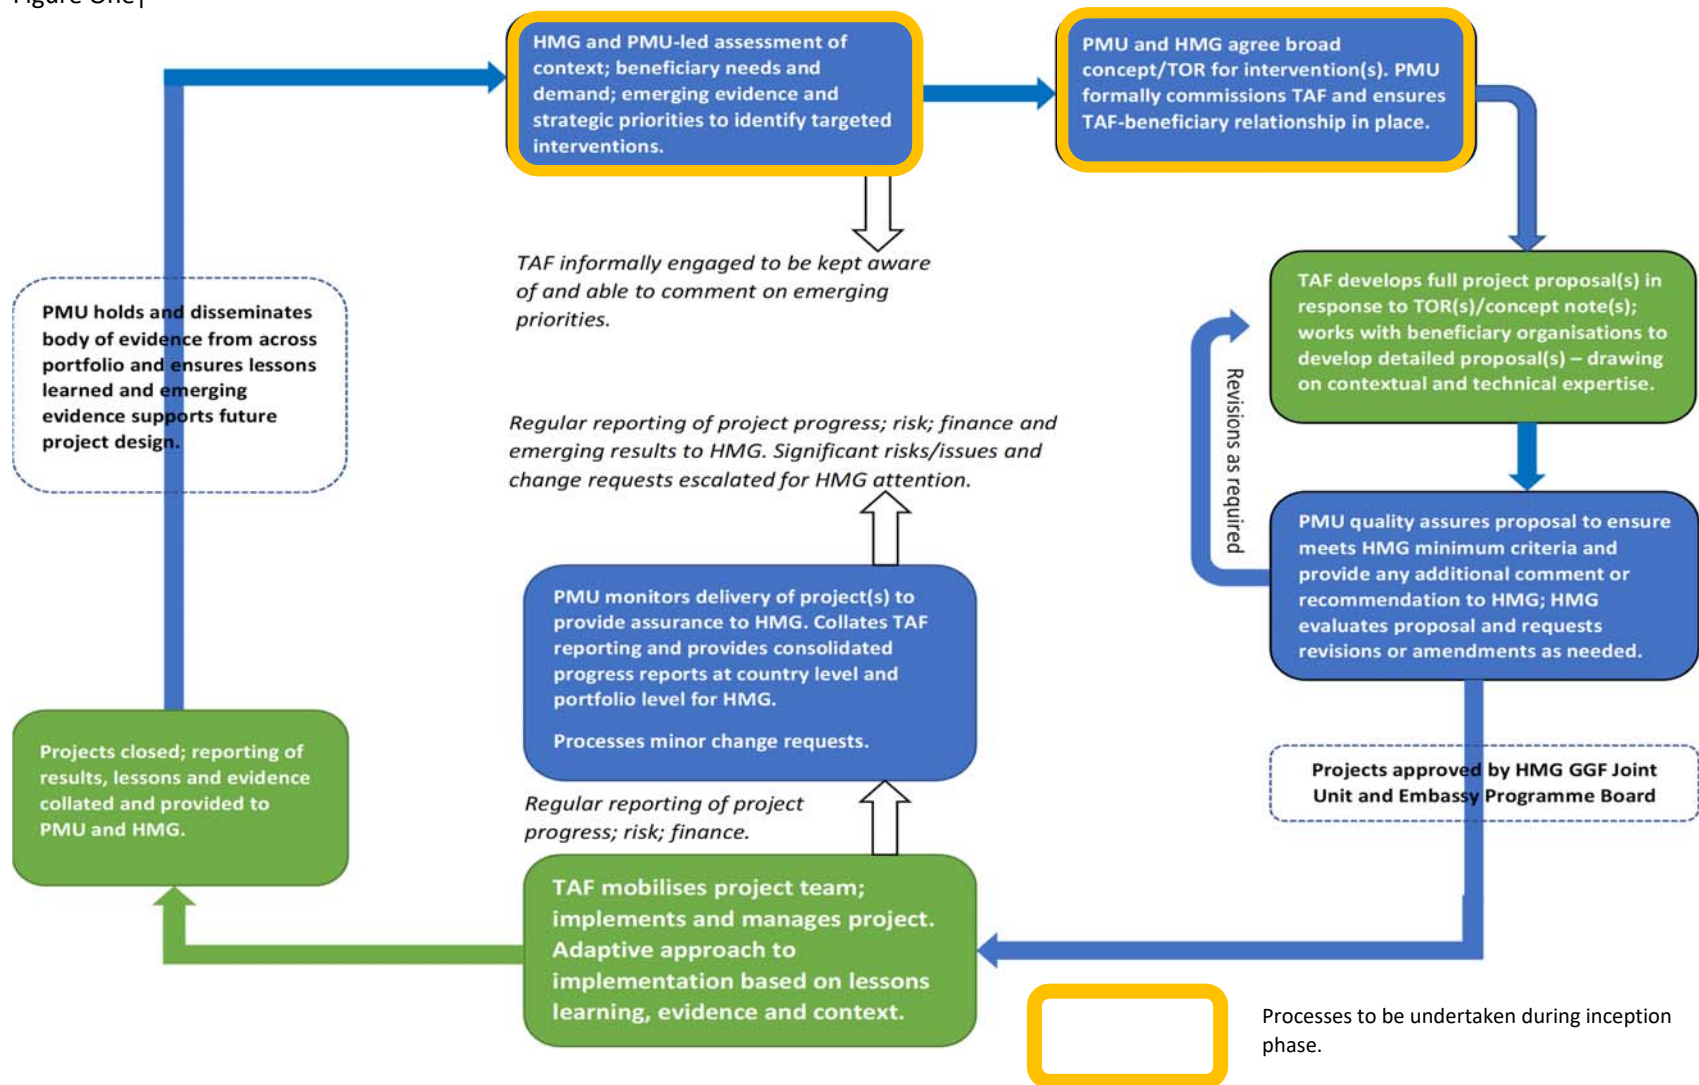 Figure One|
HMG and PMU-led assessment of
context; beneficiary needs and
demand; emerging evidence and
strategic priorities to identify targeted
interventions.
PMU and HMG agree broad
concept/TOR for intervention(s). PMU
formally commissions TAF and ensures
TAF-beneficiary relationship in place.
TAF informally engaged to be kept aware
of and able to comment on emerging
priorities.
TAF develops full project proposal(s) in
response to TOR(s)/concept note(s);
works with beneficiary organisations to
develop detailed proposal(s) – drawing
on contextual and technical expertise.
PMU holds and disseminates
body of evidence from across
portfolio and ensures lessons
learned and emerging
evidence supports future
project design.
Revisions as required
Regular reporting of project progress; risk; finance and
emerging results to HMG. Significant risks/issues and
change requests escalated for HMG attention.
PMU quality assures proposal to ensure
meets HMG minimum criteria and
provide any additional comment or
recommendation to HMG; HMG
evaluates proposal and requests
revisions or amendments as needed.
PMU monitors delivery of project(s) to
provide assurance to HMG. Collates TAF
reporting and provides consolidated
progress reports at country level and
portfolio level for HMG.
Processes minor change requests.
Projects closed; reporting of
results, lessons and evidence
collated and provided to
PMU and HMG.
Projects approved by HMG GGF Joint
Unit and Embassy Programme Board
Regular reporting of project
progress; risk; finance.
TAF mobilises project team;
implements and manages project.
Adaptive approach to
implementation based on lessons
learning, evidence and context.
Processes to be undertaken during inception
phase.